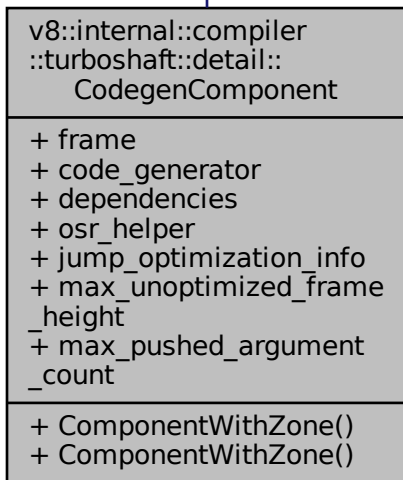 v8::internal::compiler
::turboshaft::detail::
CodegenComponent
+ frame
+ code_generator
+ dependencies
+ osr_helper
+ jump_optimization_info
+ max_unoptimized_frame
_height
+ max_pushed_argument
_count
+ ComponentWithZone()
+ ComponentWithZone()